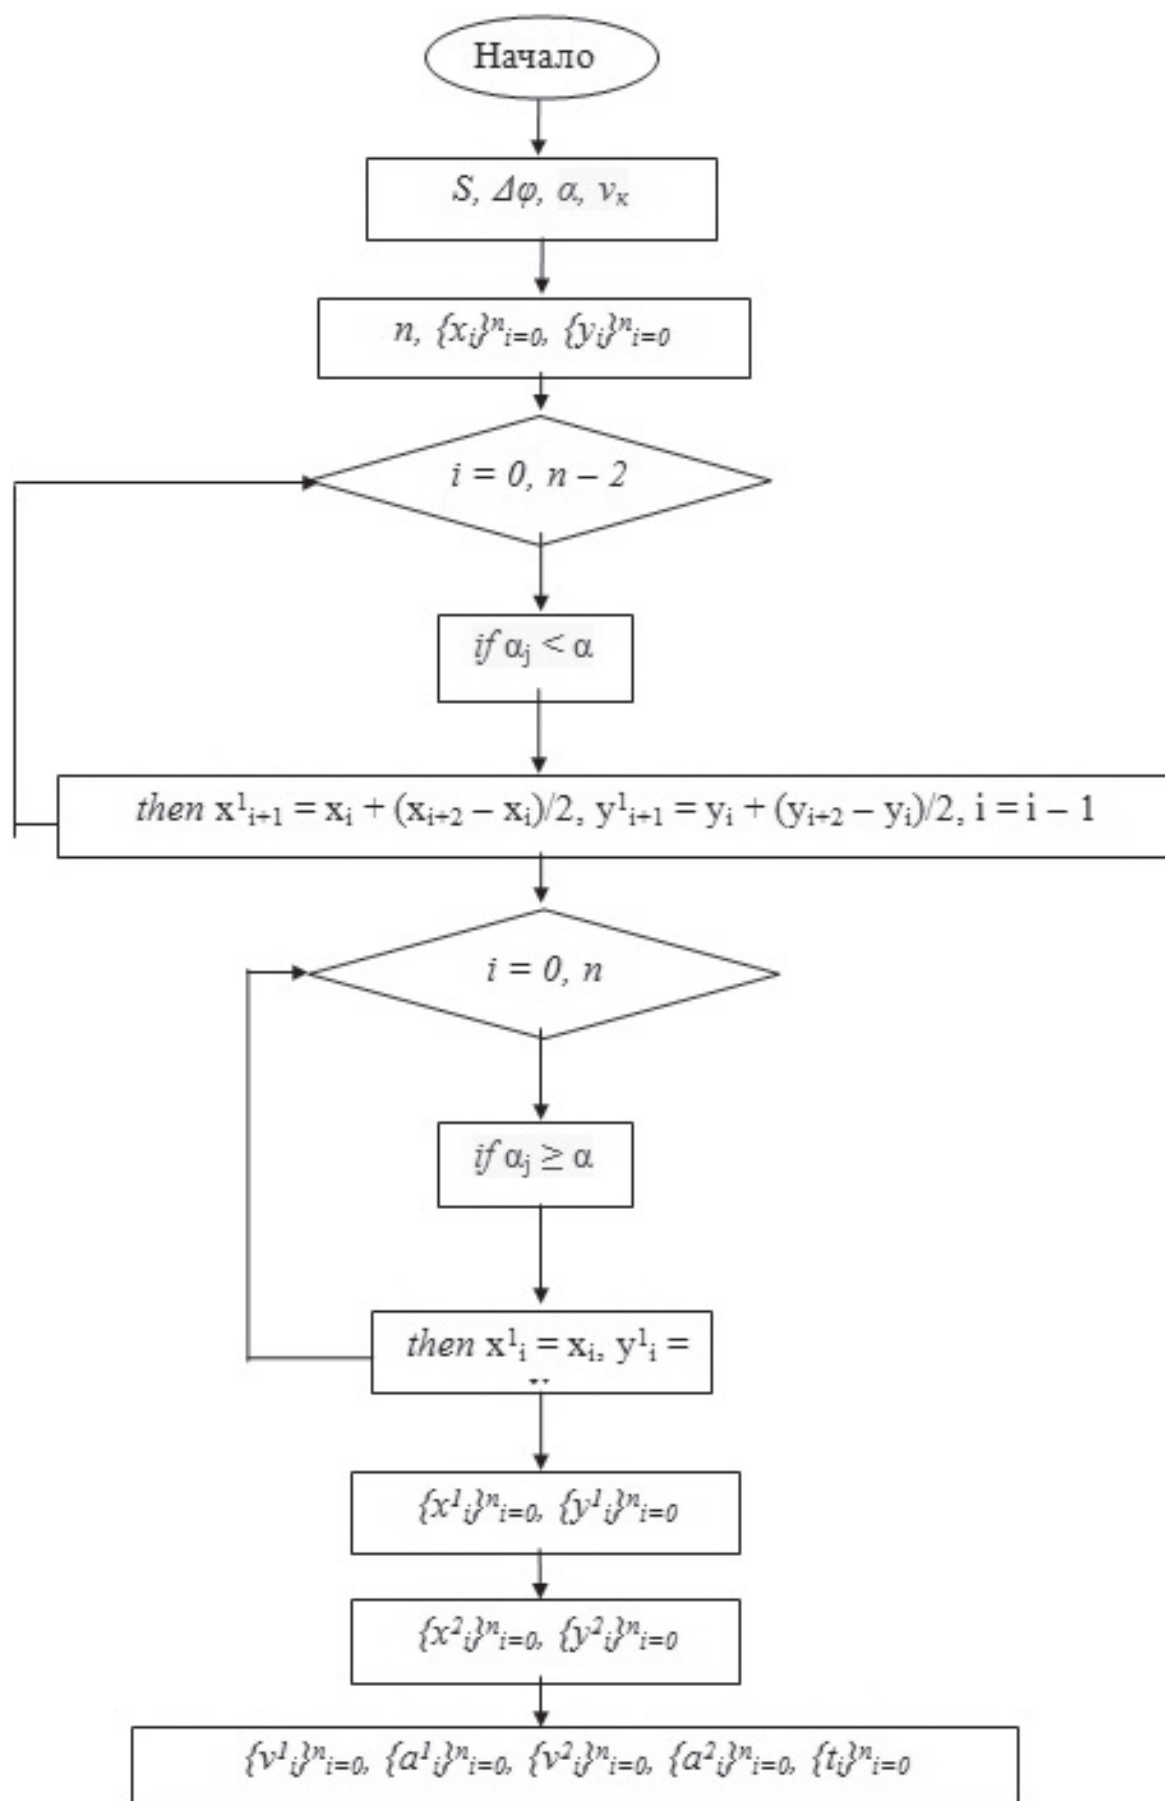 Начало
S, Δφ, α, vₖ
n, {xᵢ}ⁿᵢ₌₀, {yᵢ}ⁿᵢ₌₀
i = 0, n – 2
if αⱼ < α
then x¹ᵢ₊₁ = xᵢ + (xᵢ₊₂ – xᵢ)/2, y¹ᵢ₊₁ = yᵢ + (yᵢ₊₂ – yᵢ)/2, i = i – 1
i = 0, n
if αⱼ ≥ α
then x¹ᵢ = xᵢ, y¹ᵢ =
{x¹ᵢ}ⁿᵢ₌₀, {y¹ᵢ}ⁿᵢ₌₀
{x²ᵢ}ⁿᵢ₌₀, {y²ᵢ}ⁿᵢ₌₀
{v¹ᵢ}ⁿᵢ₌₀, {a¹ᵢ}ⁿᵢ₌₀, {v²ᵢ}ⁿᵢ₌₀, {a²ᵢ}ⁿᵢ₌₀, {tᵢ}ⁿᵢ₌₀